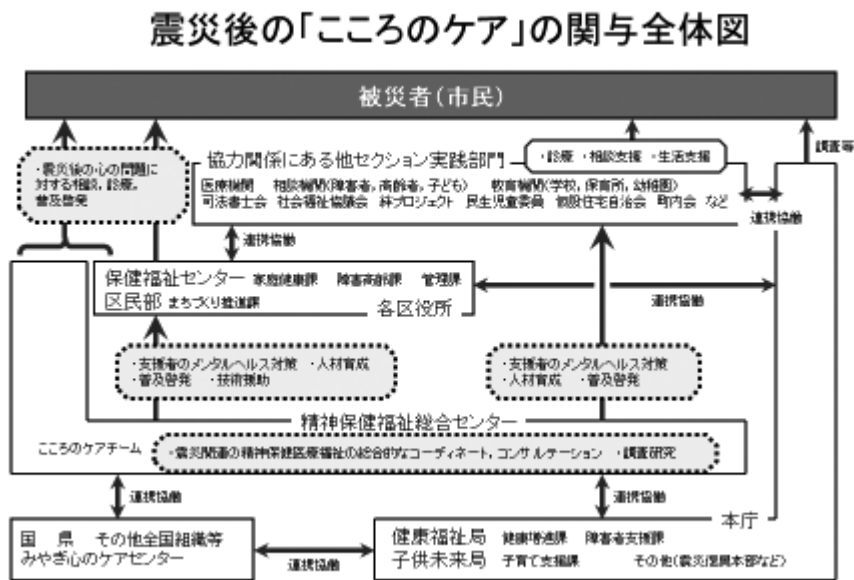 震災後の「こころのケア」の関与全体図
被災者(市民)
・震災後の心の問題に
対する相談,診療,
普及啓発
協力関係にある他セクション実践部門
・診療 ・相談支援 ・生活支援
調査等
医療機関 相談機関(障害者,高齢者,子ども) 教育機関(学校,保育所,幼稚園)
司法書士会 社会福祉協議会 絆プロジェクト 民生児童委員 仮設住宅自治会 町内会 など
連携協働
連携協働
保健福祉センター 家庭健康課 障害高齢課 管理課
区民部 まちづくり推進課 各区役所
連携協働
・支援者のメンタルヘルス対策 ・人材育成
・普及啓発 ・技術援助
・支援者のメンタルヘルス対策
・人材育成 ・普及啓発
精神保健福祉総合センター
こころのケアチーム
・震災関連の精神保健医療福祉の総合的なコーディネート,コンサルテーション ・調査研究
連携協働
連携協働
本庁
国 県 その他全国組織等
みやぎ心のケアセンター
連携協働
健康福祉局 健康増進課 障害者支援課
子供未来局 子育て支援課 その他(震災復興本部など)